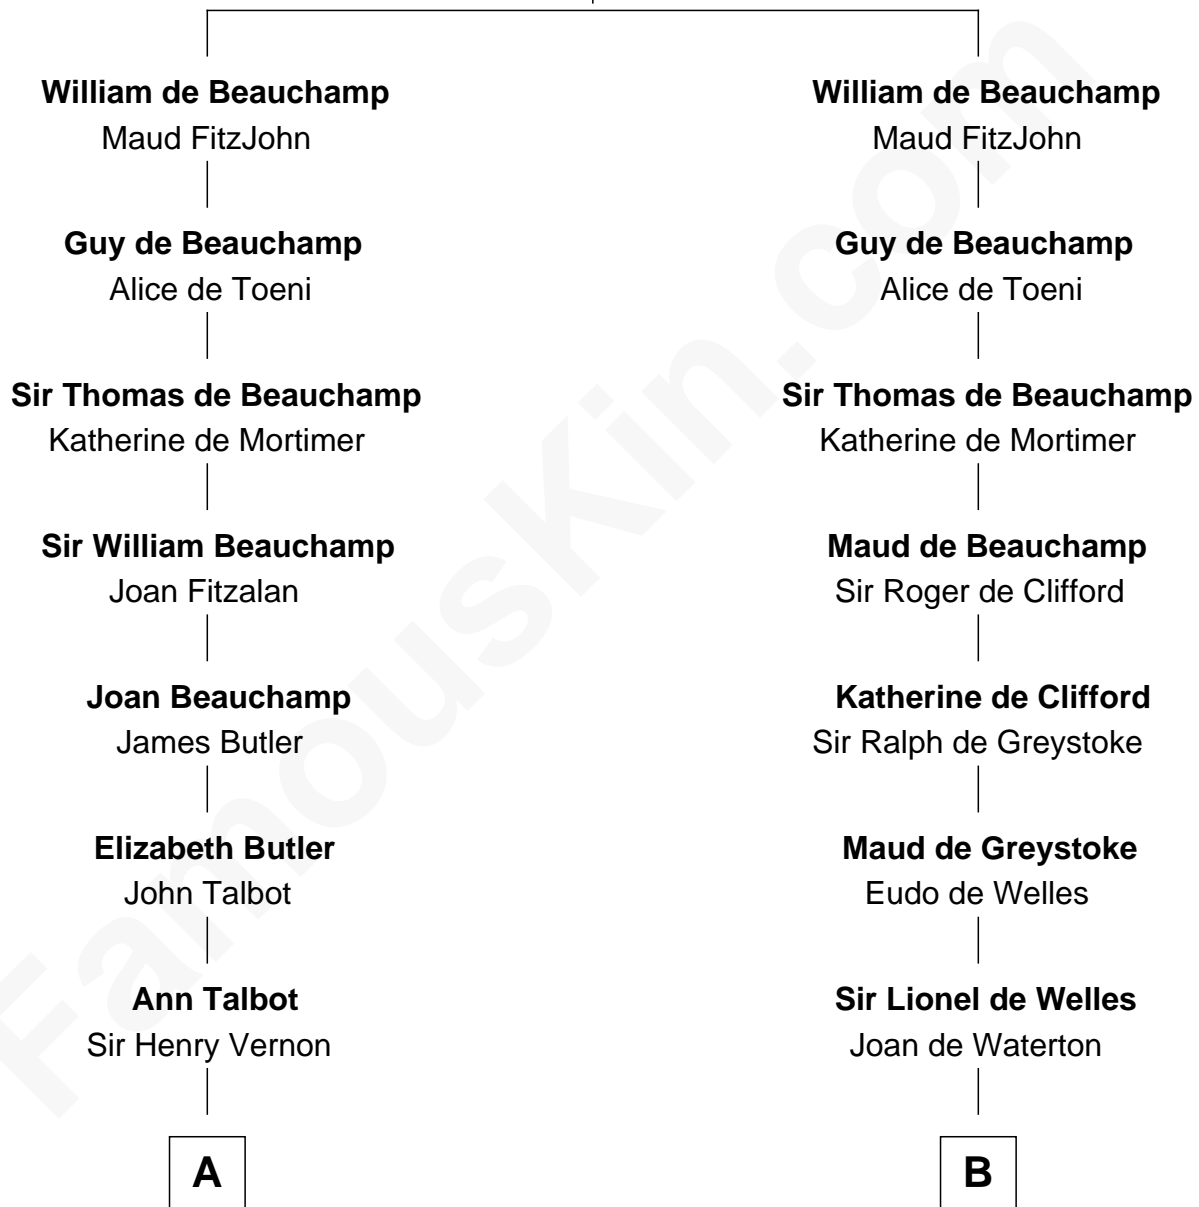 William de Beauchamp
Maud FitzJohn
Guy de Beauchamp
Alice de Toeni
Sir Thomas de Beauchamp
Katherine de Mortimer
Sir William Beauchamp
Joan Fitzalan
Joan Beauchamp
James Butler
Elizabeth Butler
John Talbot
Ann Talbot
Sir Henry Vernon
A
William de Beauchamp
Maud FitzJohn
Guy de Beauchamp
Alice de Toeni
Sir Thomas de Beauchamp
Katherine de Mortimer
Maud de Beauchamp
Sir Roger de Clifford
Katherine de Clifford
Sir Ralph de Greystoke
Maud de Greystoke
Eudo de Welles
Sir Lionel de Welles
Joan de Waterton
B
FamousKin.com